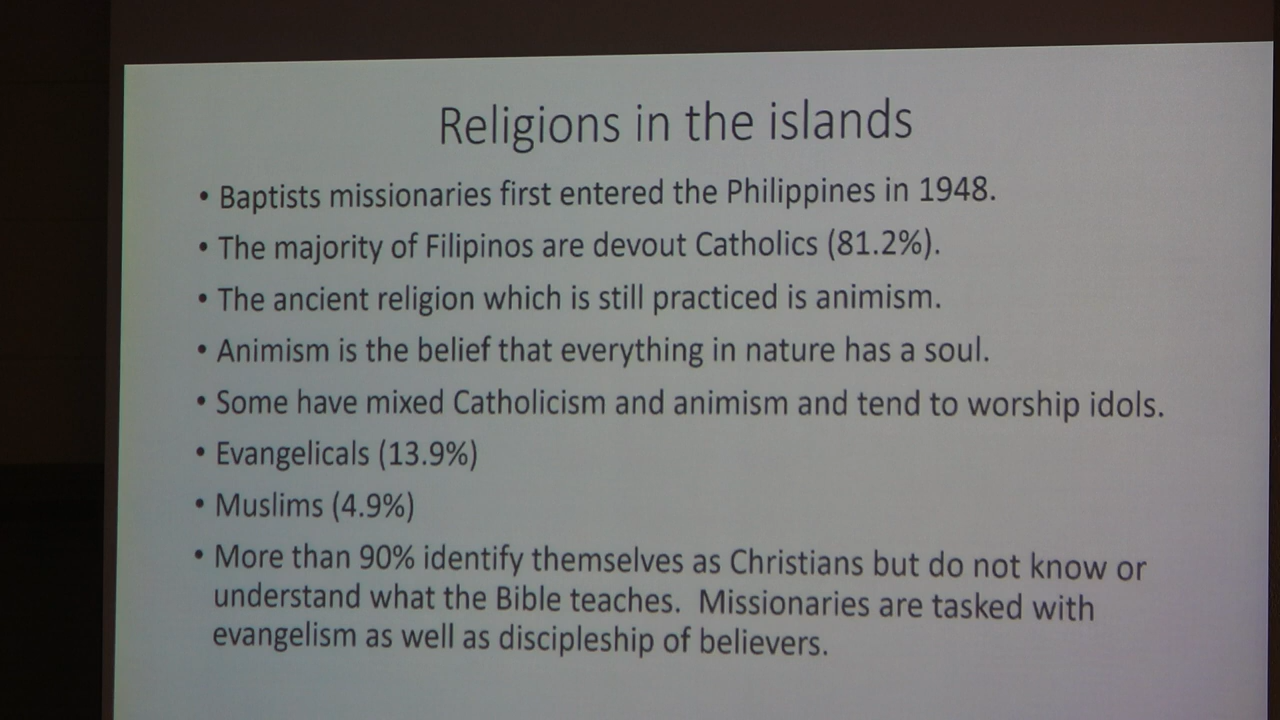 Religions in the islands
• Baptists missionaries first entered the Philippines in 1948.
• The majority of Filipinos are devout Catholics (81.2%).
• The ancient religion which is still practiced is animism.
• Animism is the belief that everything in nature has a soul.
• Some have mixed Catholicism and animism and tend to worship idols.
• Evangelicals (13.9%)
• Muslims (4.9%)
• More than 90% identify themselves as Christians but do not know or
understand what the Bible teaches. Missionaries are tasked with
evangelism as well as discipleship of believers.